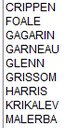 CRIPPEN
FOALE
GAGARIN
GARNEAU
GLENN
GRISSOM
HARRIS
KRIKALEV
MALERBA